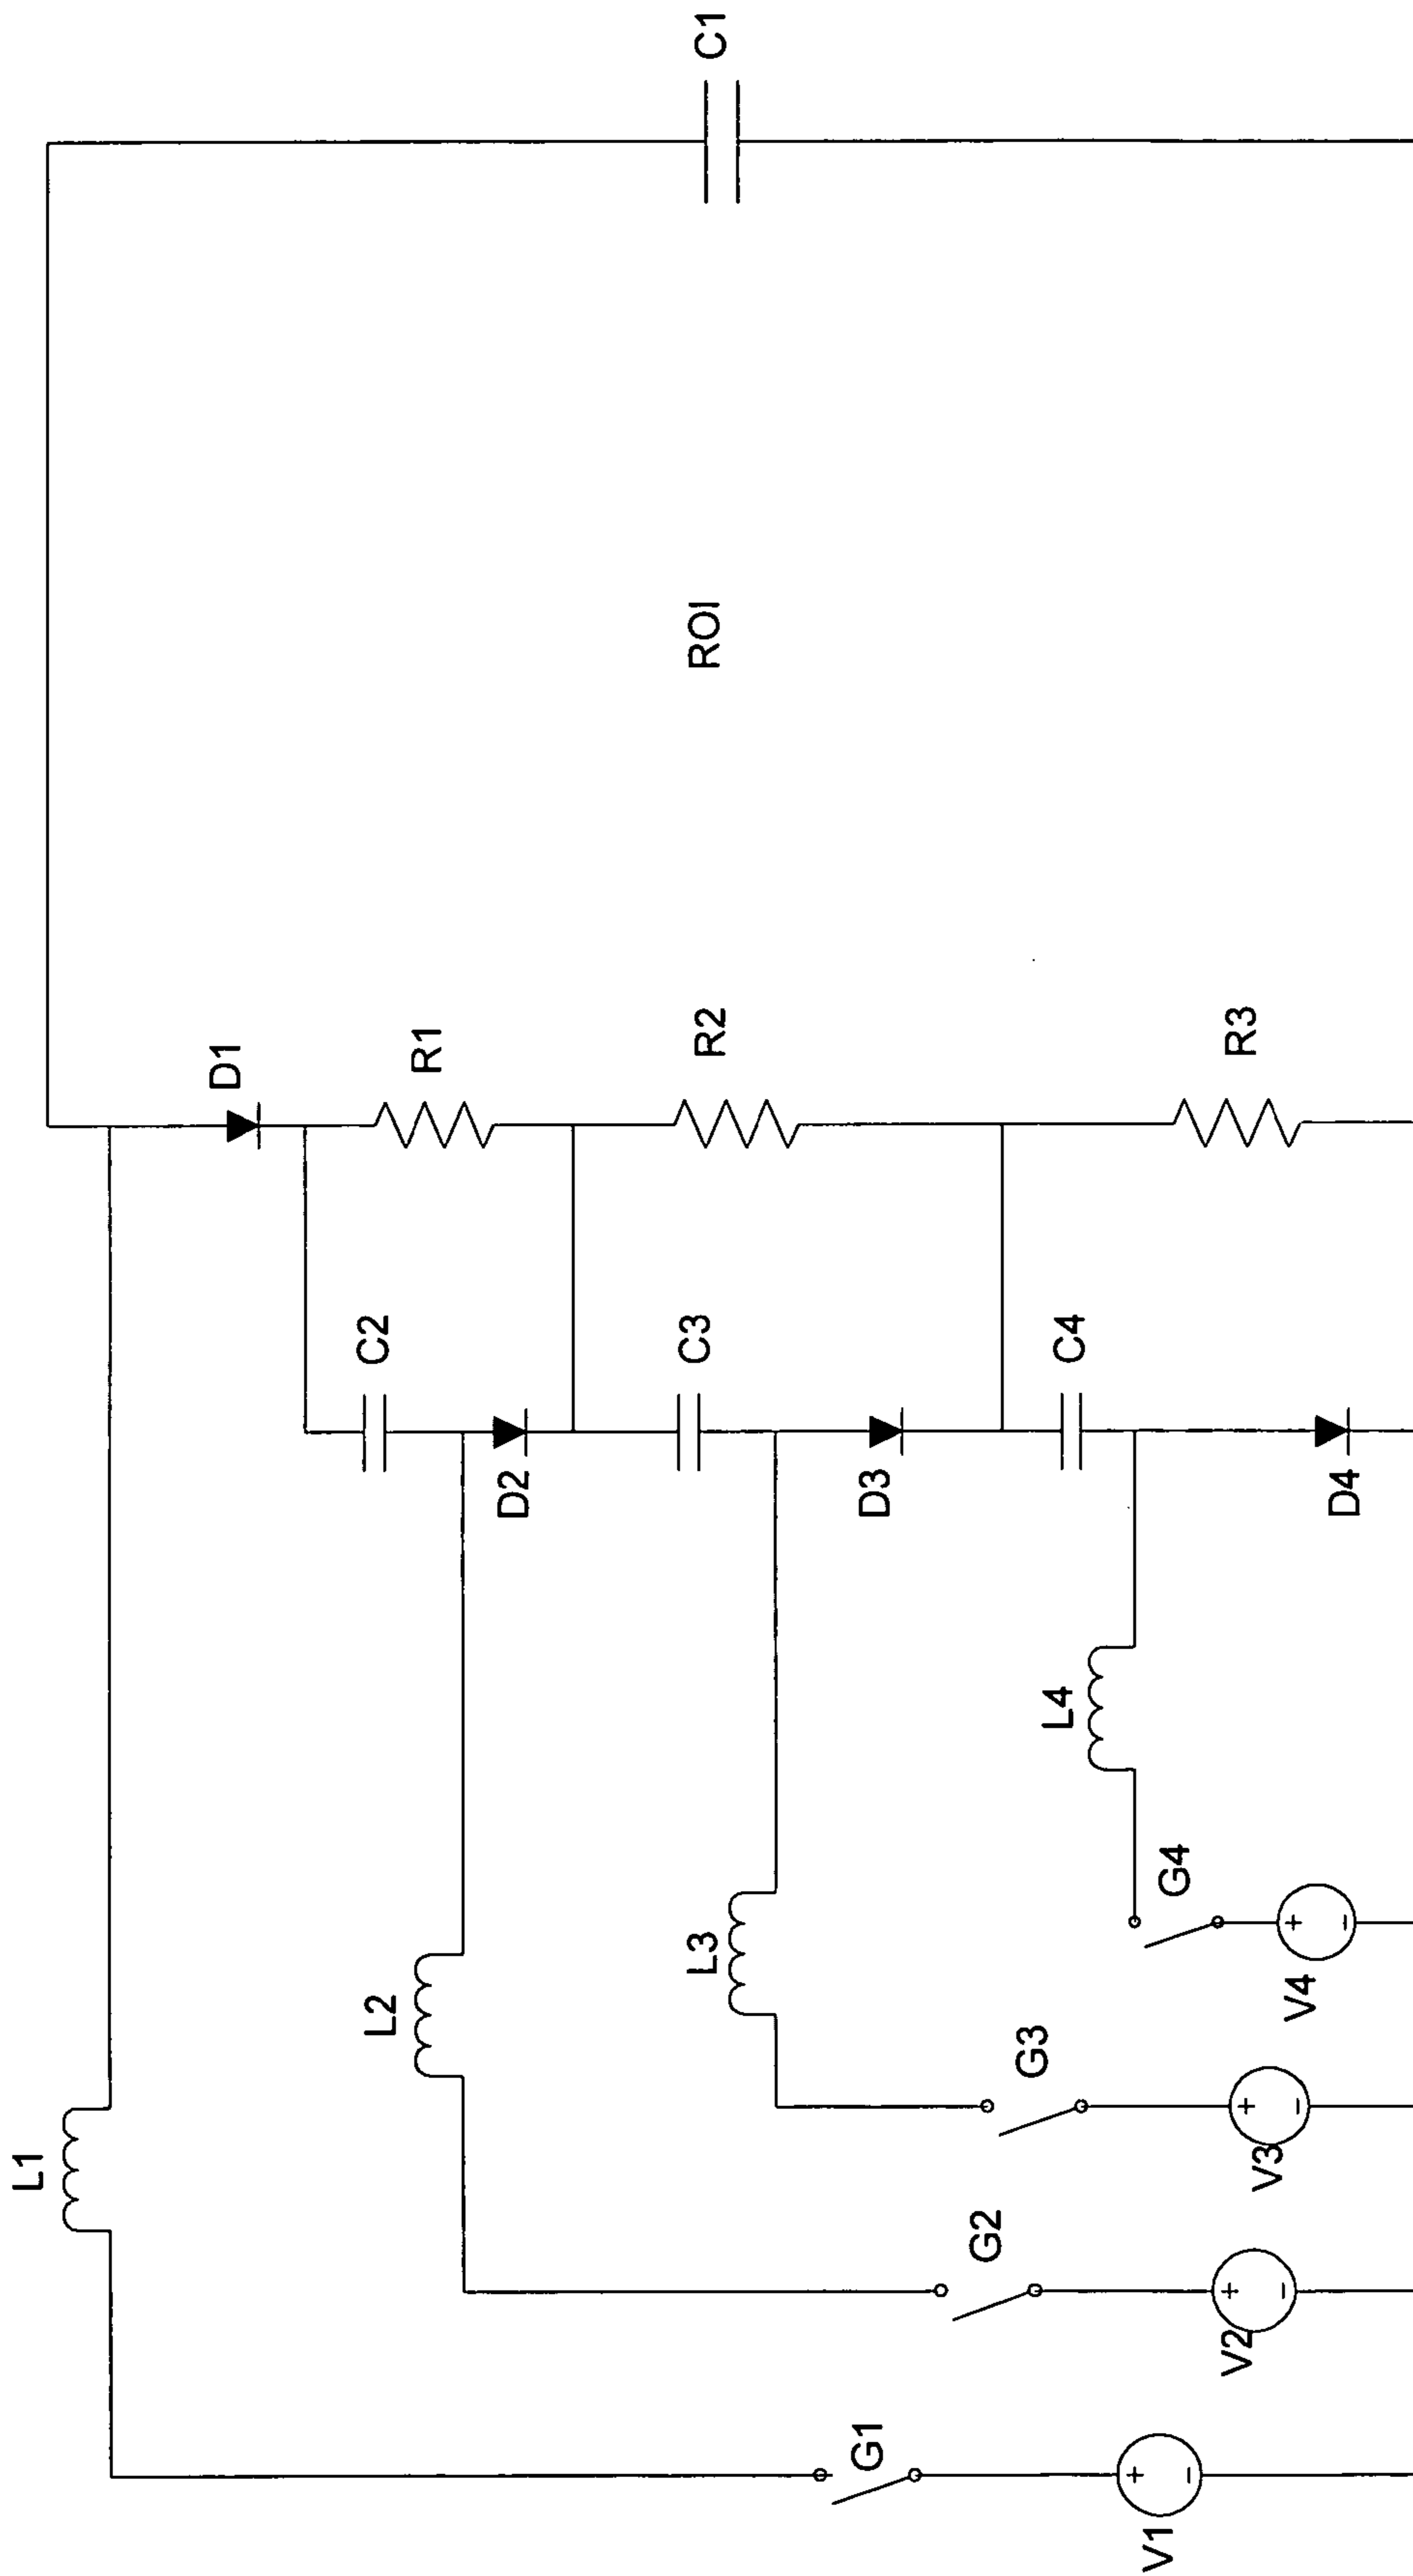 L1
L2
L3
L4
G1
G2
G3
G4
V1
+
-
V2
+
-
V3
+
-
V4
+
-
C2
C3
C4
D2
D3
D4
D1
R1
R2
R3
ROI
C1